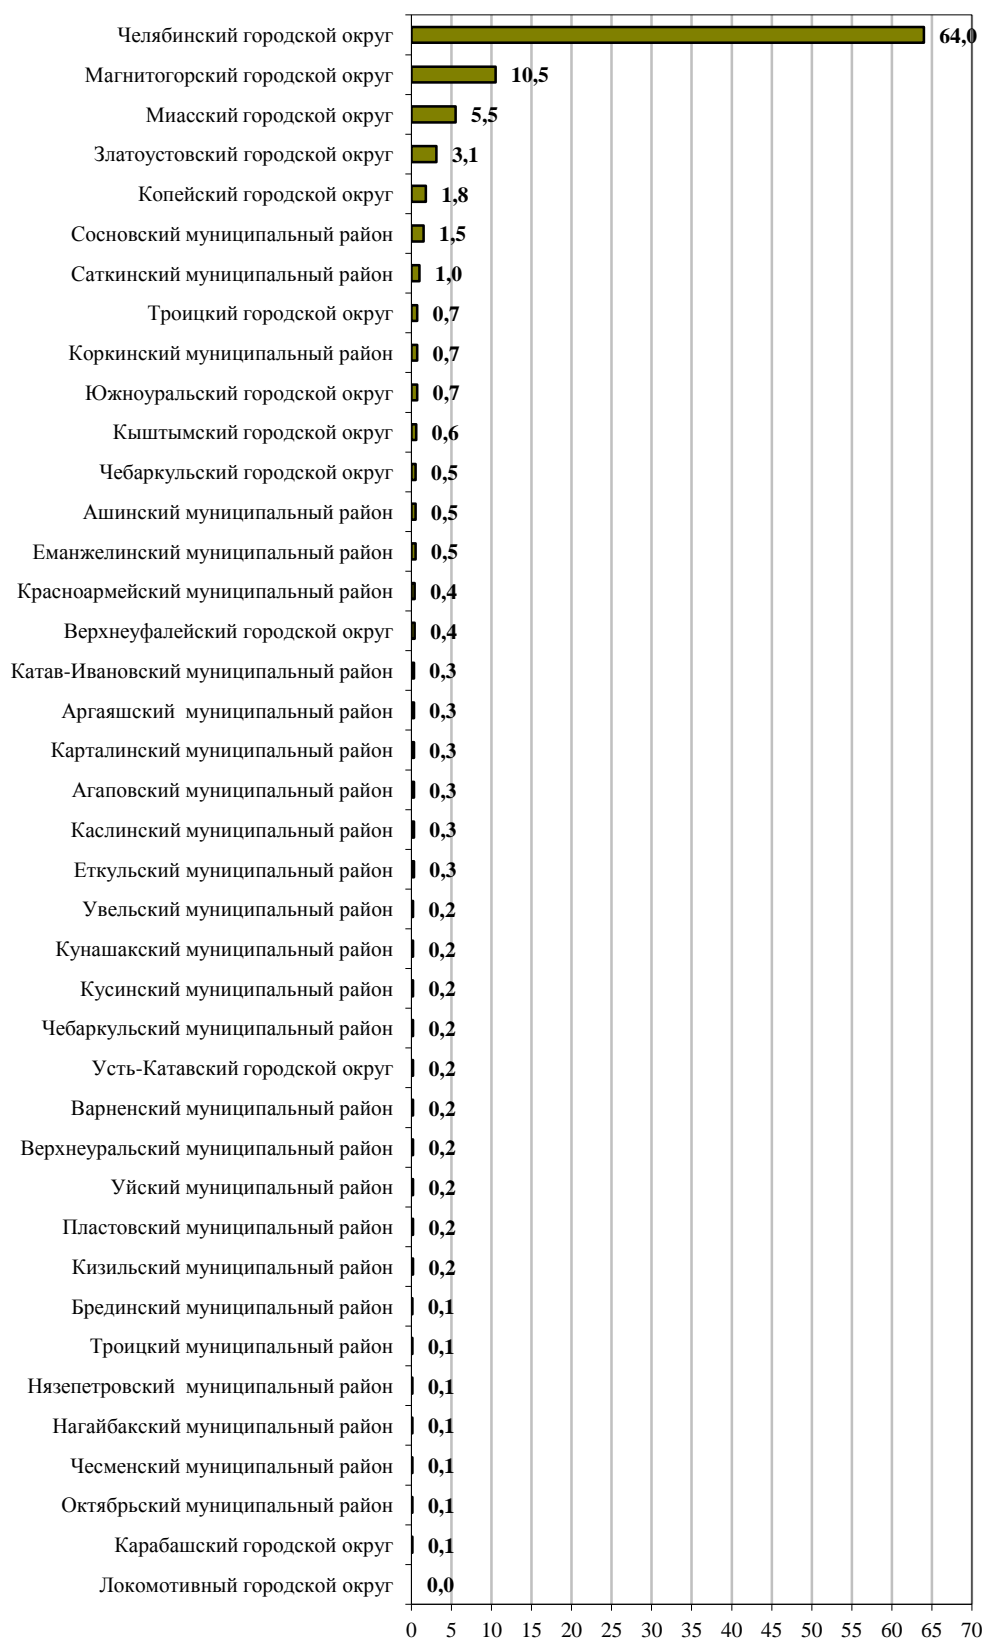 Челябинский городской округ 64,0
Магнитогорский городской округ 10,5
Миасский городской округ 5,5
Златоустовский городской округ 3,1
Копейский городской округ 1,8
Сосновский муниципальный район 1,5
Саткинский муниципальный район 1,0
Троицкий городской округ 0,7
Коркинский муниципальный район 0,7
Южноуральский городской округ 0,7
Кыштымский городской округ 0,6
Чебаркульский городской округ 0,5
Ашинский муниципальный район 0,5
Еманжелинский муниципальный район 0,5
Красноармейский муниципальный район 0,4
Верхнеуфалейский городской округ 0,4
Катав-Ивановский муниципальный район 0,3
Аргаяшский муниципальный район 0,3
Карталинский муниципальный район 0,3
Агаповский муниципальный район 0,3
Каслинский муниципальный район 0,3
Еткульский муниципальный район 0,3
Увельский муниципальный район 0,2
Кунашакский муниципальный район 0,2
Кусинский муниципальный район 0,2
Чебаркульский муниципальный район 0,2
Усть-Катавский городской округ 0,2
Варненский муниципальный район 0,2
Верхнеуральский муниципальный район 0,2
Уйский муниципальный район 0,2
Пластовский муниципальный район 0,2
Кизильский муниципальный район 0,2
Брединский муниципальный район 0,1
Троицкий муниципальный район 0,1
Нязепетровский муниципальный район 0,1
Нагайбакский муниципальный район 0,1
Чесменский муниципальный район 0,1
Октябрьский муниципальный район 0,1
Карабашский городской округ 0,1
Локомотивный городской округ 0,0
0 5 10 15 20 25 30 35 40 45 50 55 60 65 70